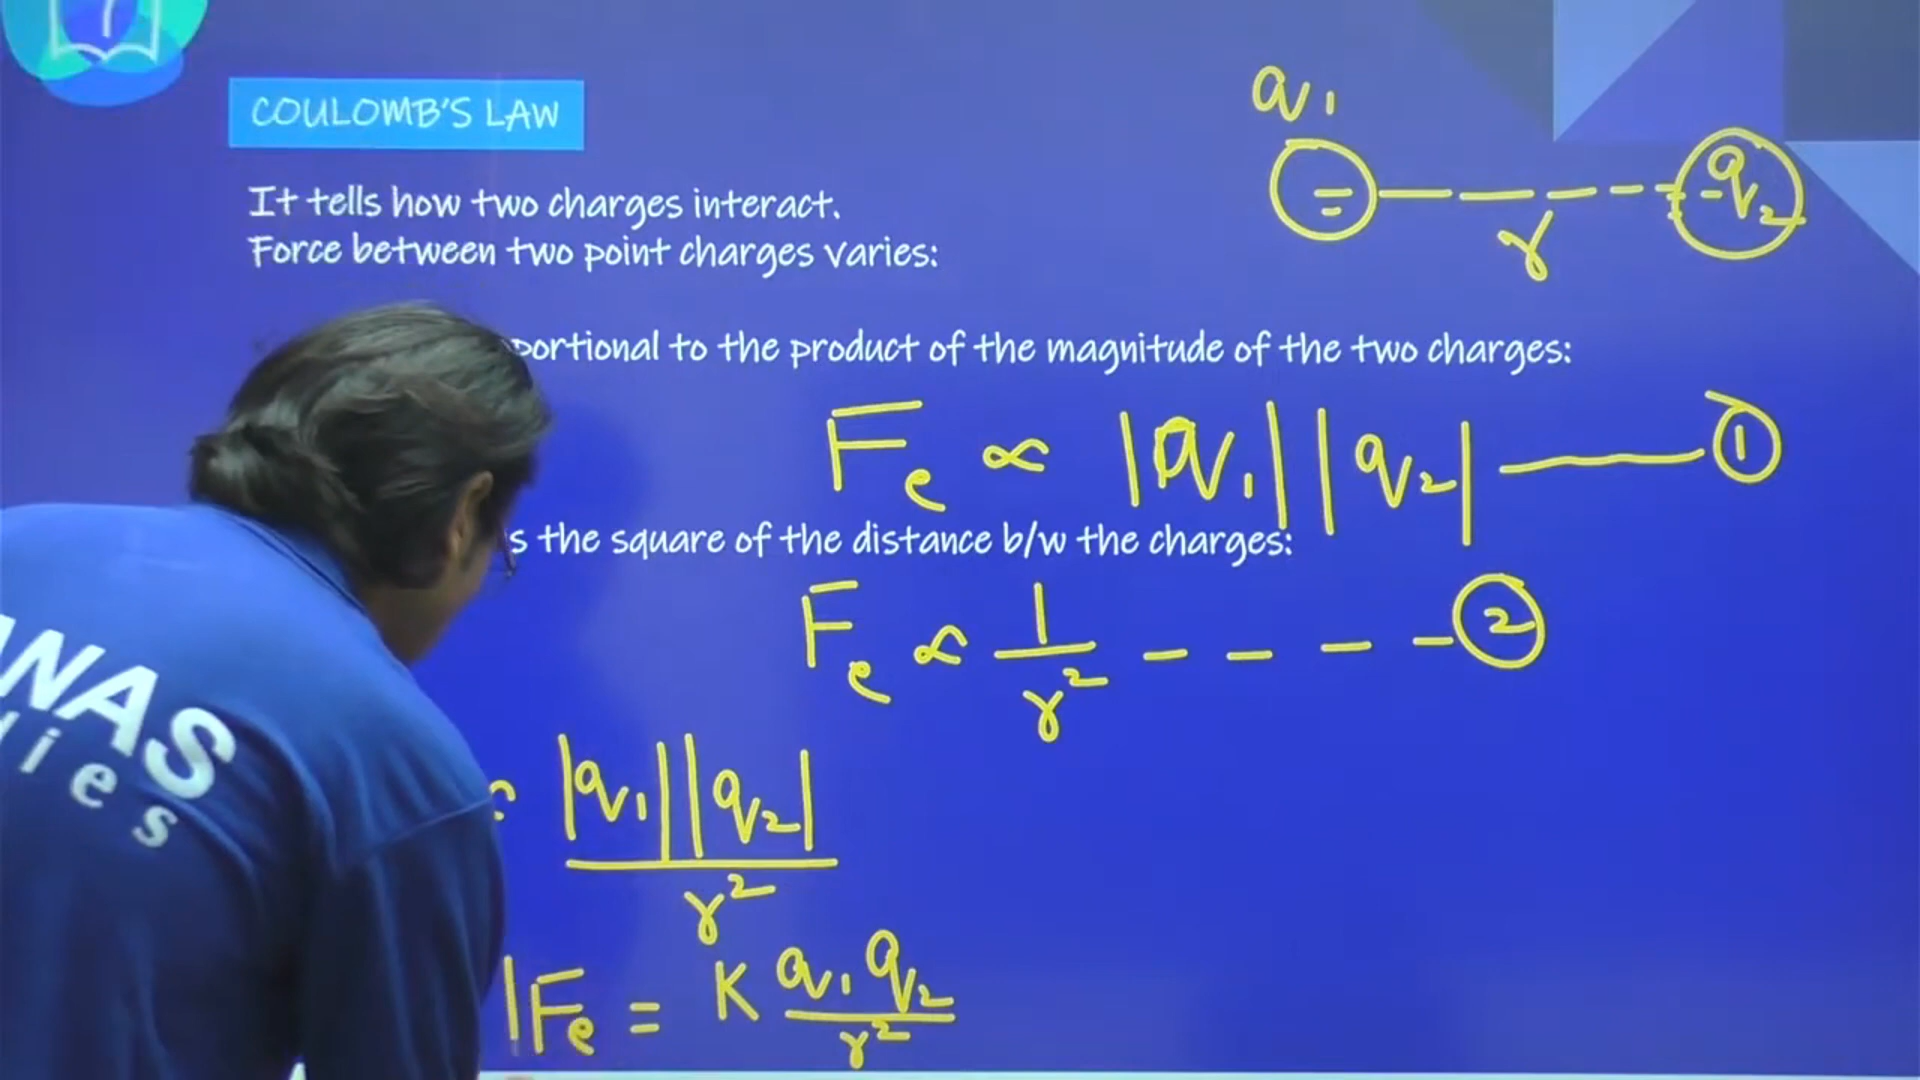 COULOMB'S LAW
q₁
q₂
r
It tells how two charges interact.
Force between two point charges varies:
to the product of the magnitude of the two charges:
Fe ∝ |q₁||q₂| ——— ①
the square of the distance b/w the charges:
Fe ∝ 1/r² - - - - ②
|q₁||q₂|/r²
Fe = K q₁q₂/r²
NAS
dies